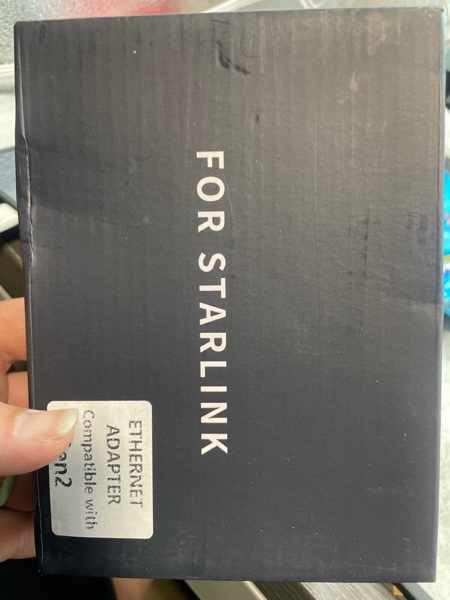 FOR STARLINK
ETHERNET
ADAPTER
Compatible with